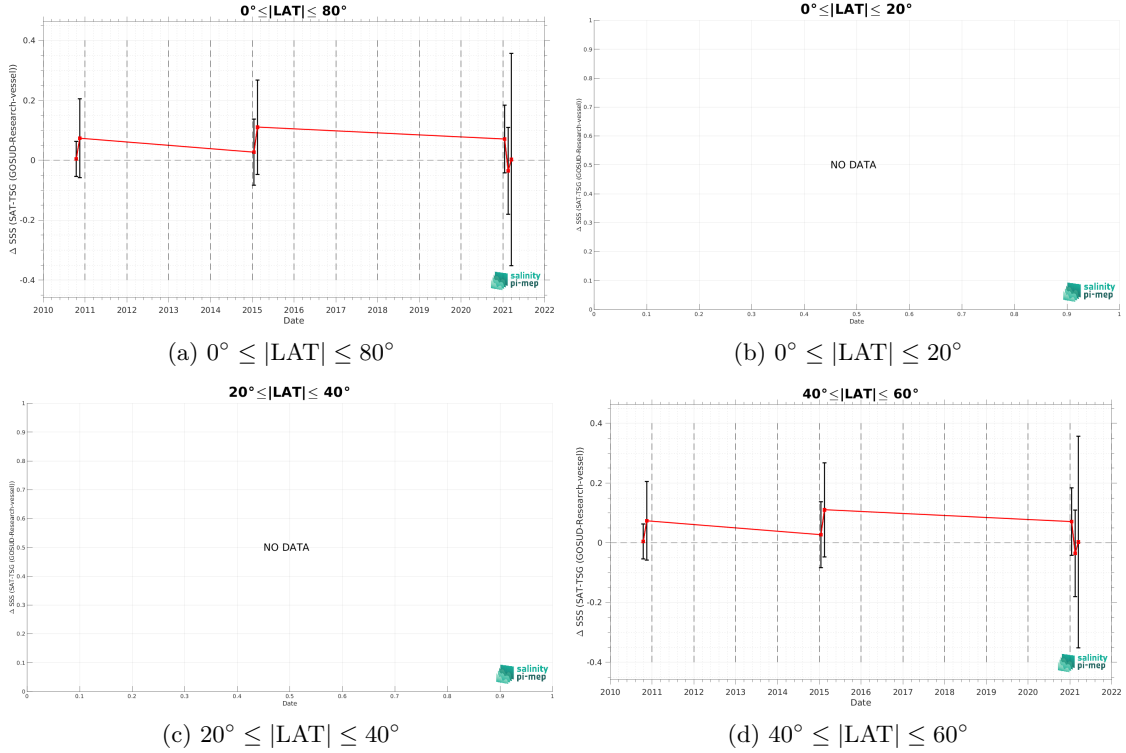 0°≤|LAT|≤ 80°
Δ SSS (SAT-TSG (GOSUD-Research-vessel))
0.4
0.2
0
-0.2
-0.4
2010 2011 2012 2013 2014 2015 2016 2017 2018 2019 2020 2021 2022
Date
salinity
pi-mep
(a) 0° ≤ |LAT| ≤ 80°
0°≤|LAT|≤ 20°
Δ SSS (SAT-TSG (GOSUD-Research-vessel))
1
0.9
0.8
0.7
0.6
0.5
0.4
0.3
0.2
0.1
0
NO DATA
0 0.1 0.2 0.3 0.4 0.5 0.6 0.7 0.8 0.9 1
Date
salinity
pi-mep
(b) 0° ≤ |LAT| ≤ 20°
20°≤|LAT|≤ 40°
Δ SSS (SAT-TSG (GOSUD-Research-vessel))
1
0.9
0.8
0.7
0.6
0.5
0.4
0.3
0.2
0.1
0
NO DATA
0 0.1 0.2 0.3 0.4 0.5 0.6 0.7 0.8 0.9 1
Date
salinity
pi-mep
(c) 20° ≤ |LAT| ≤ 40°
40°≤|LAT|≤ 60°
Δ SSS (SAT-TSG (GOSUD-Research-vessel))
0.4
0.2
0
-0.2
-0.4
2010 2011 2012 2013 2014 2015 2016 2017 2018 2019 2020 2021 2022
Date
salinity
pi-mep
(d) 40° ≤ |LAT| ≤ 60°